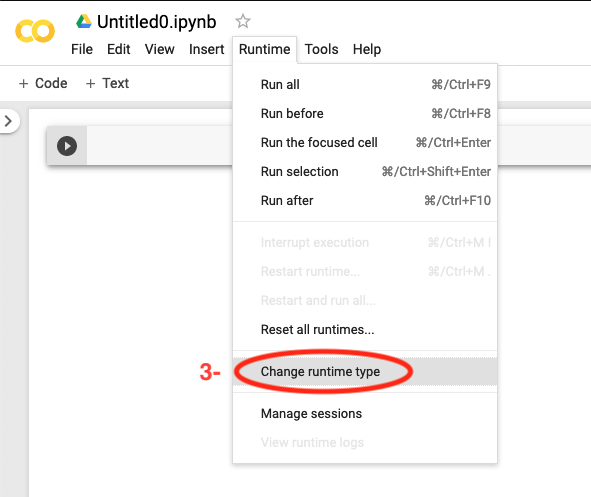 Untitled0.ipynb
File Edit View Insert Runtime Tools Help
+ Code + Text
Run all ⌘/Ctrl+F9
Run before ⌘/Ctrl+F8
Run the focused cell ⌘/Ctrl+Enter
Run selection ⌘/Ctrl+Shift+Enter
Run after ⌘/Ctrl+F10
Interrupt execution ⌘/Ctrl+M I
Restart runtime... ⌘/Ctrl+M .
Restart and run all...
Reset all runtimes...
3- Change runtime type
Manage sessions
View runtime logs